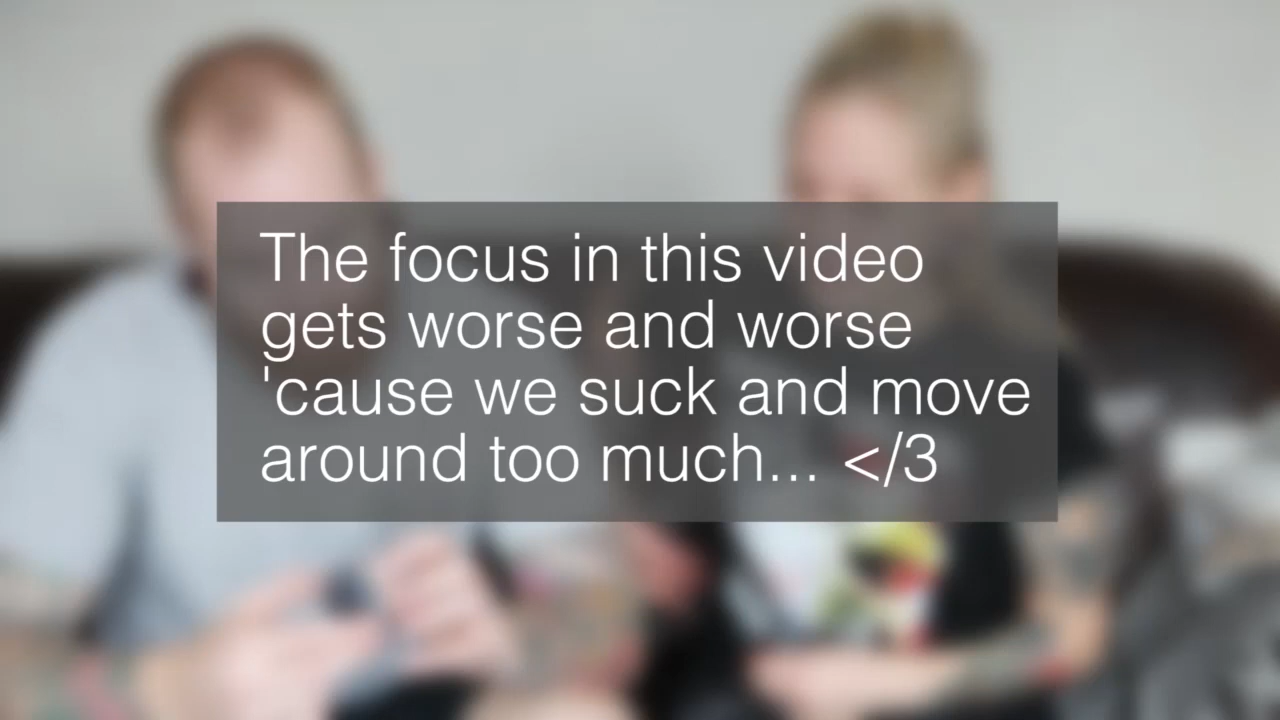 The focus in this video
gets worse and worse
'cause we suck and move
around too much... </3